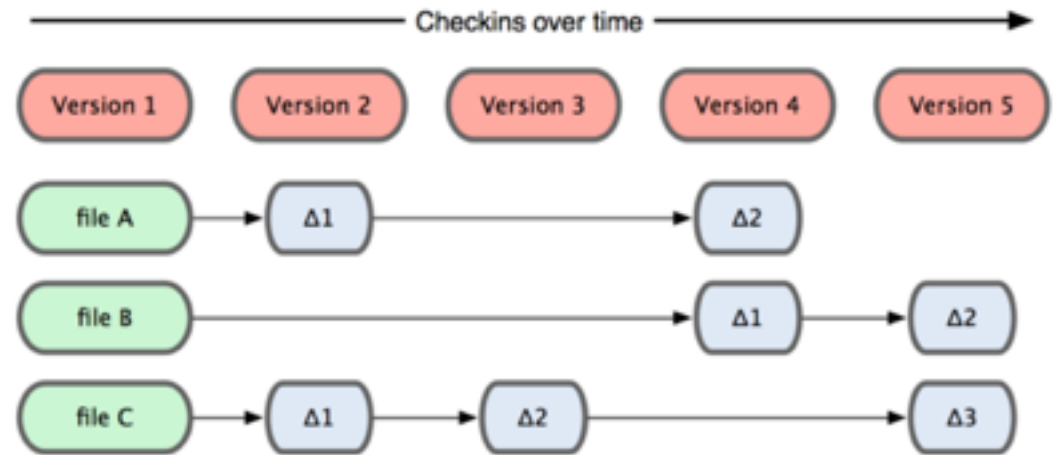 Checkins over time
Version 1 Version 2 Version 3 Version 4 Version 5
file A Δ1 Δ2
file B Δ1 Δ2
file C Δ1 Δ2 Δ3